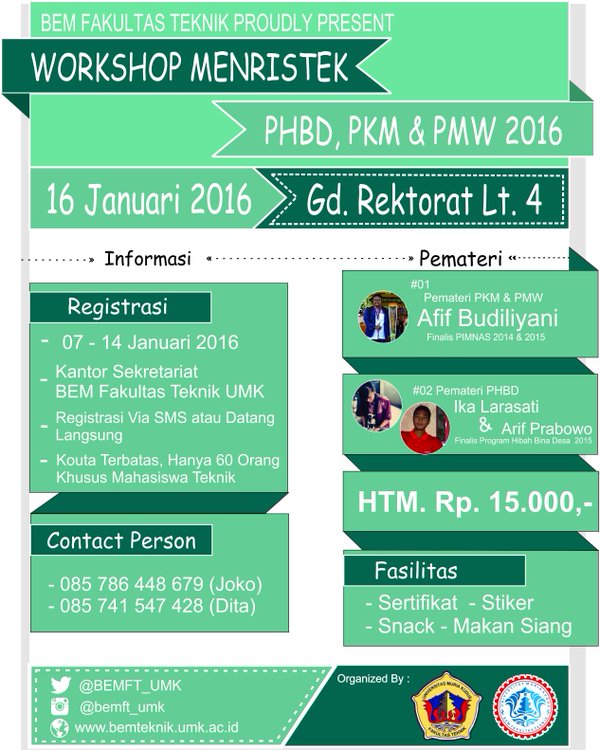 BEM FAKULTAS TEKNIK PROUDLY PRESENT
WORKSHOP MENRISTEK
PHBD, PKM & PMW 2016
16 Januari 2016
Gd. Rektorat Lt. 4
Informasi
Registrasi
- 07 - 14 Januari 2016
- Kantor Sekretariat
BEM Fakultas Teknik UMK
- Registrasi Via SMS atau Datang
Langsung
- Kouta Terbatas, Hanya 60 Orang
Khusus Mahasiswa Teknik
Contact Person
- 085 786 448 679 (Joko)
- 085 741 547 428 (Dita)
Pemateri
#01
Pemateri PKM & PMW
Afif Budiliyani
Finalis PIMNAS 2014 & 2015
#02 Pemateri PHBD
Ika Larasati
& Arif Prabowo
Finalis Program Hibah Bina Desa 2015
HTM. Rp. 15.000,-
Fasilitas
- Sertifikat - Stiker
- Snack - Makan Siang
@BEMFT_UMK
@bemft_umk
www.bemteknik.umk.ac.id
Organized By :
UNIVERSITAS MURIA KUDUS
FAKULTAS TEKNIK